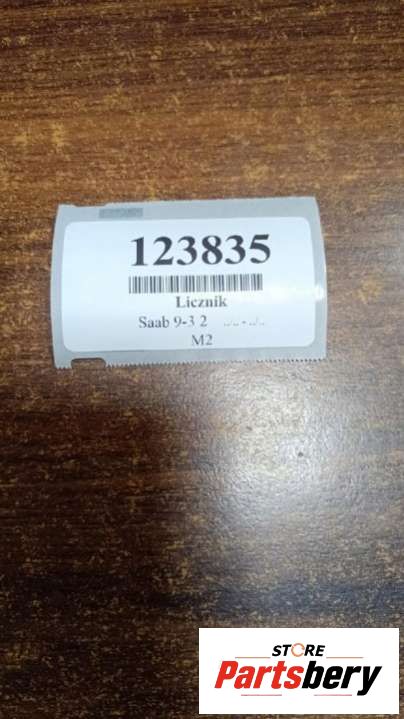 123835
Licznik
Saab 9-3 2
M2
STORE
Partsbery